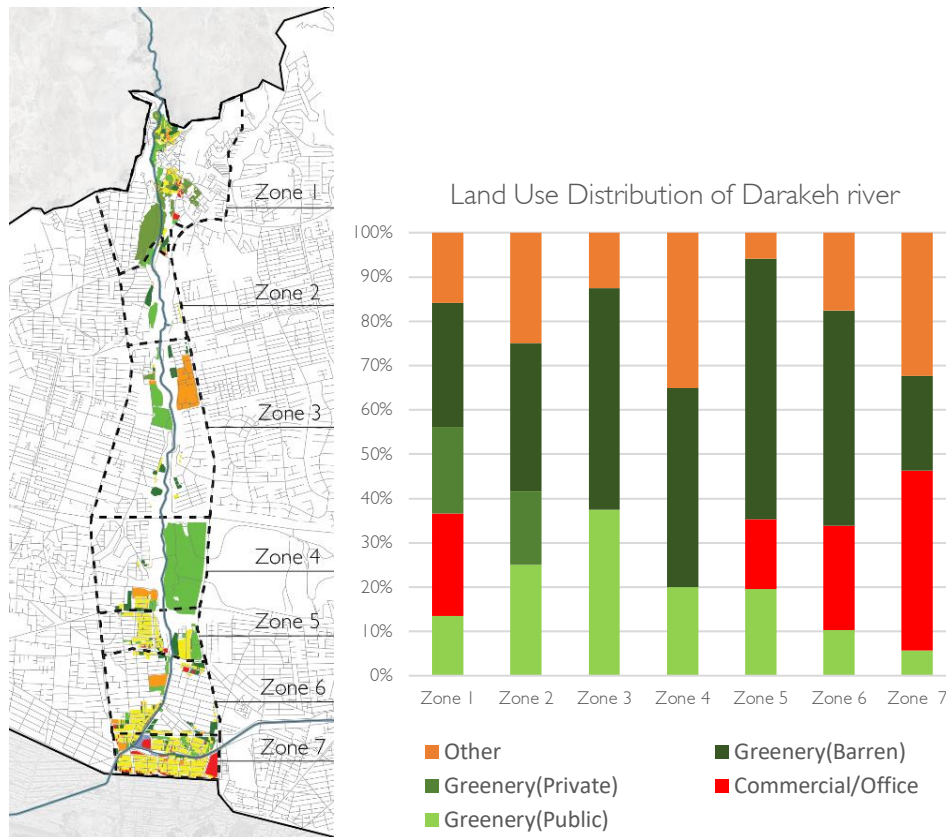 Zone 1
Zone 2
Zone 3
Zone 4
Zone 5
Zone 6
Zone 7
Land Use Distribution of Darakeh river
100%
90%
80%
70%
60%
50%
40%
30%
20%
10%
0%
Zone 1 Zone 2 Zone 3 Zone 4 Zone 5 Zone 6 Zone 7
Other Greenery(Barren)
Greenery(Private) Commercial/Office
Greenery(Public)